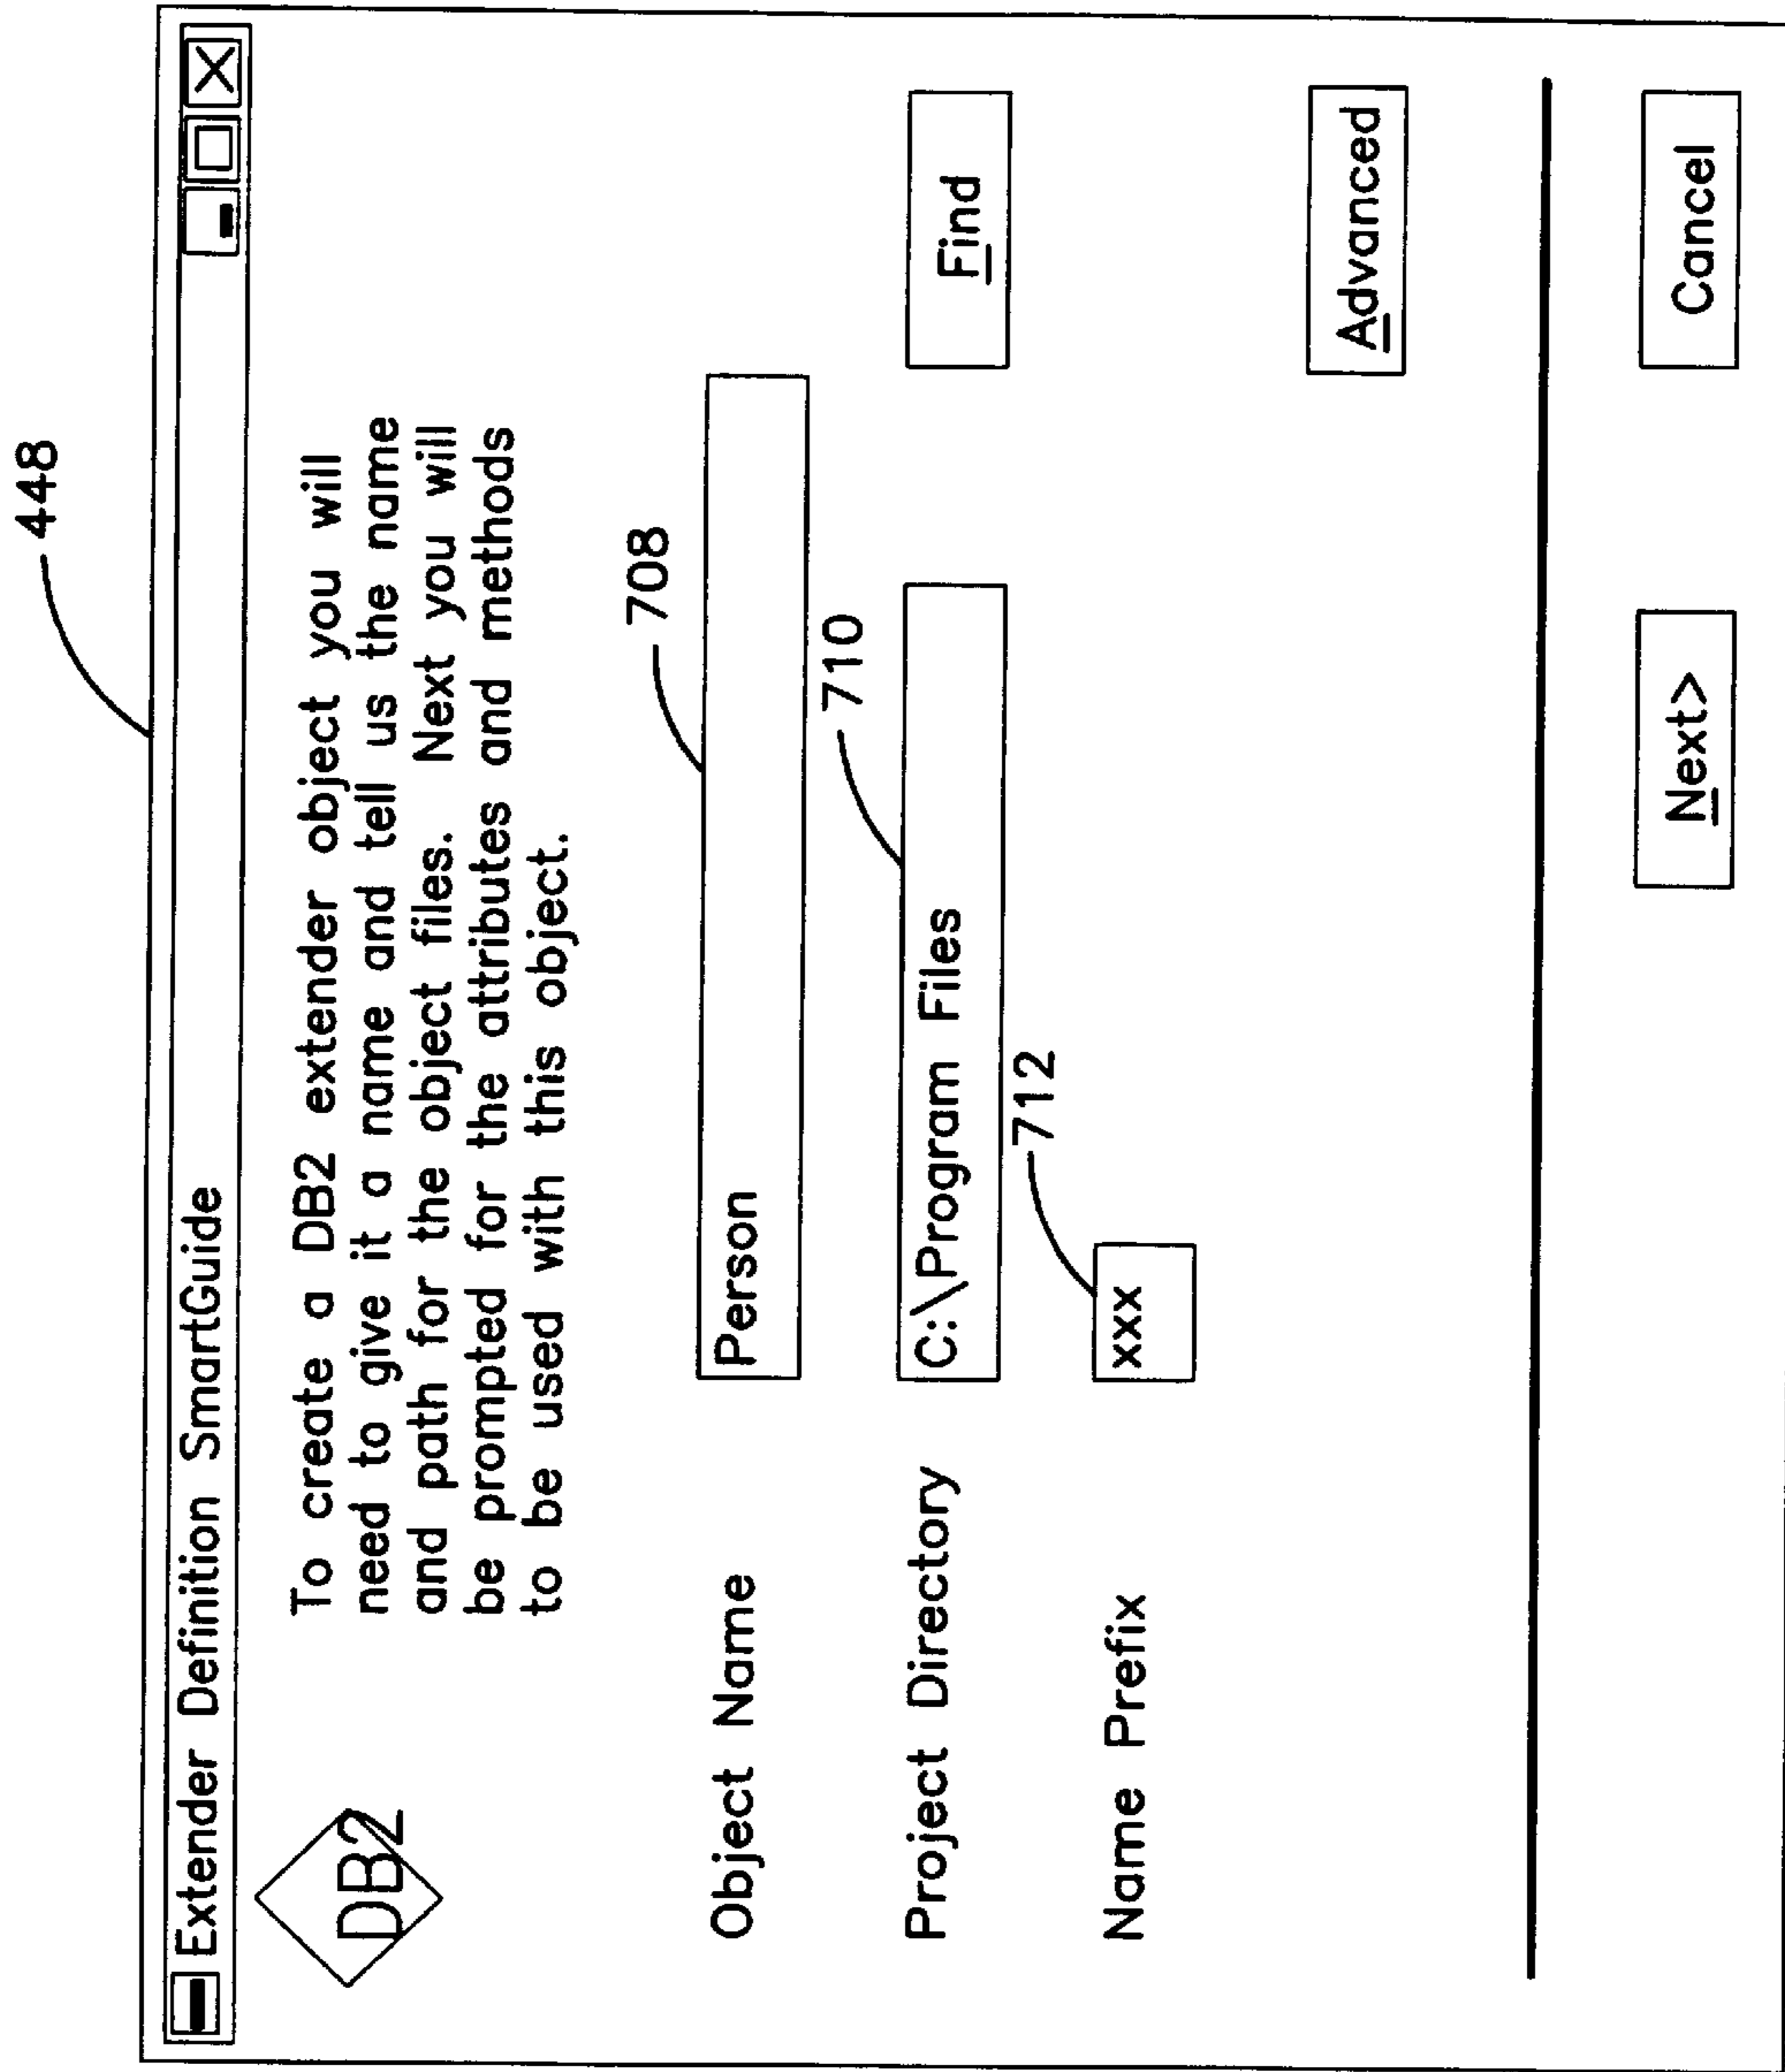 448
Extender Definition SmartGuide
DB2
To create a DB2 extender object you will
need to give it a name and tell us the name
and path for the object files. Next you will
be prompted for the attributes and methods
to be used with this object.
708
Object Name Person
710
Project Directory C:\Program Files Find
712
Name Prefix xxx
Advanced
Next> Cancel